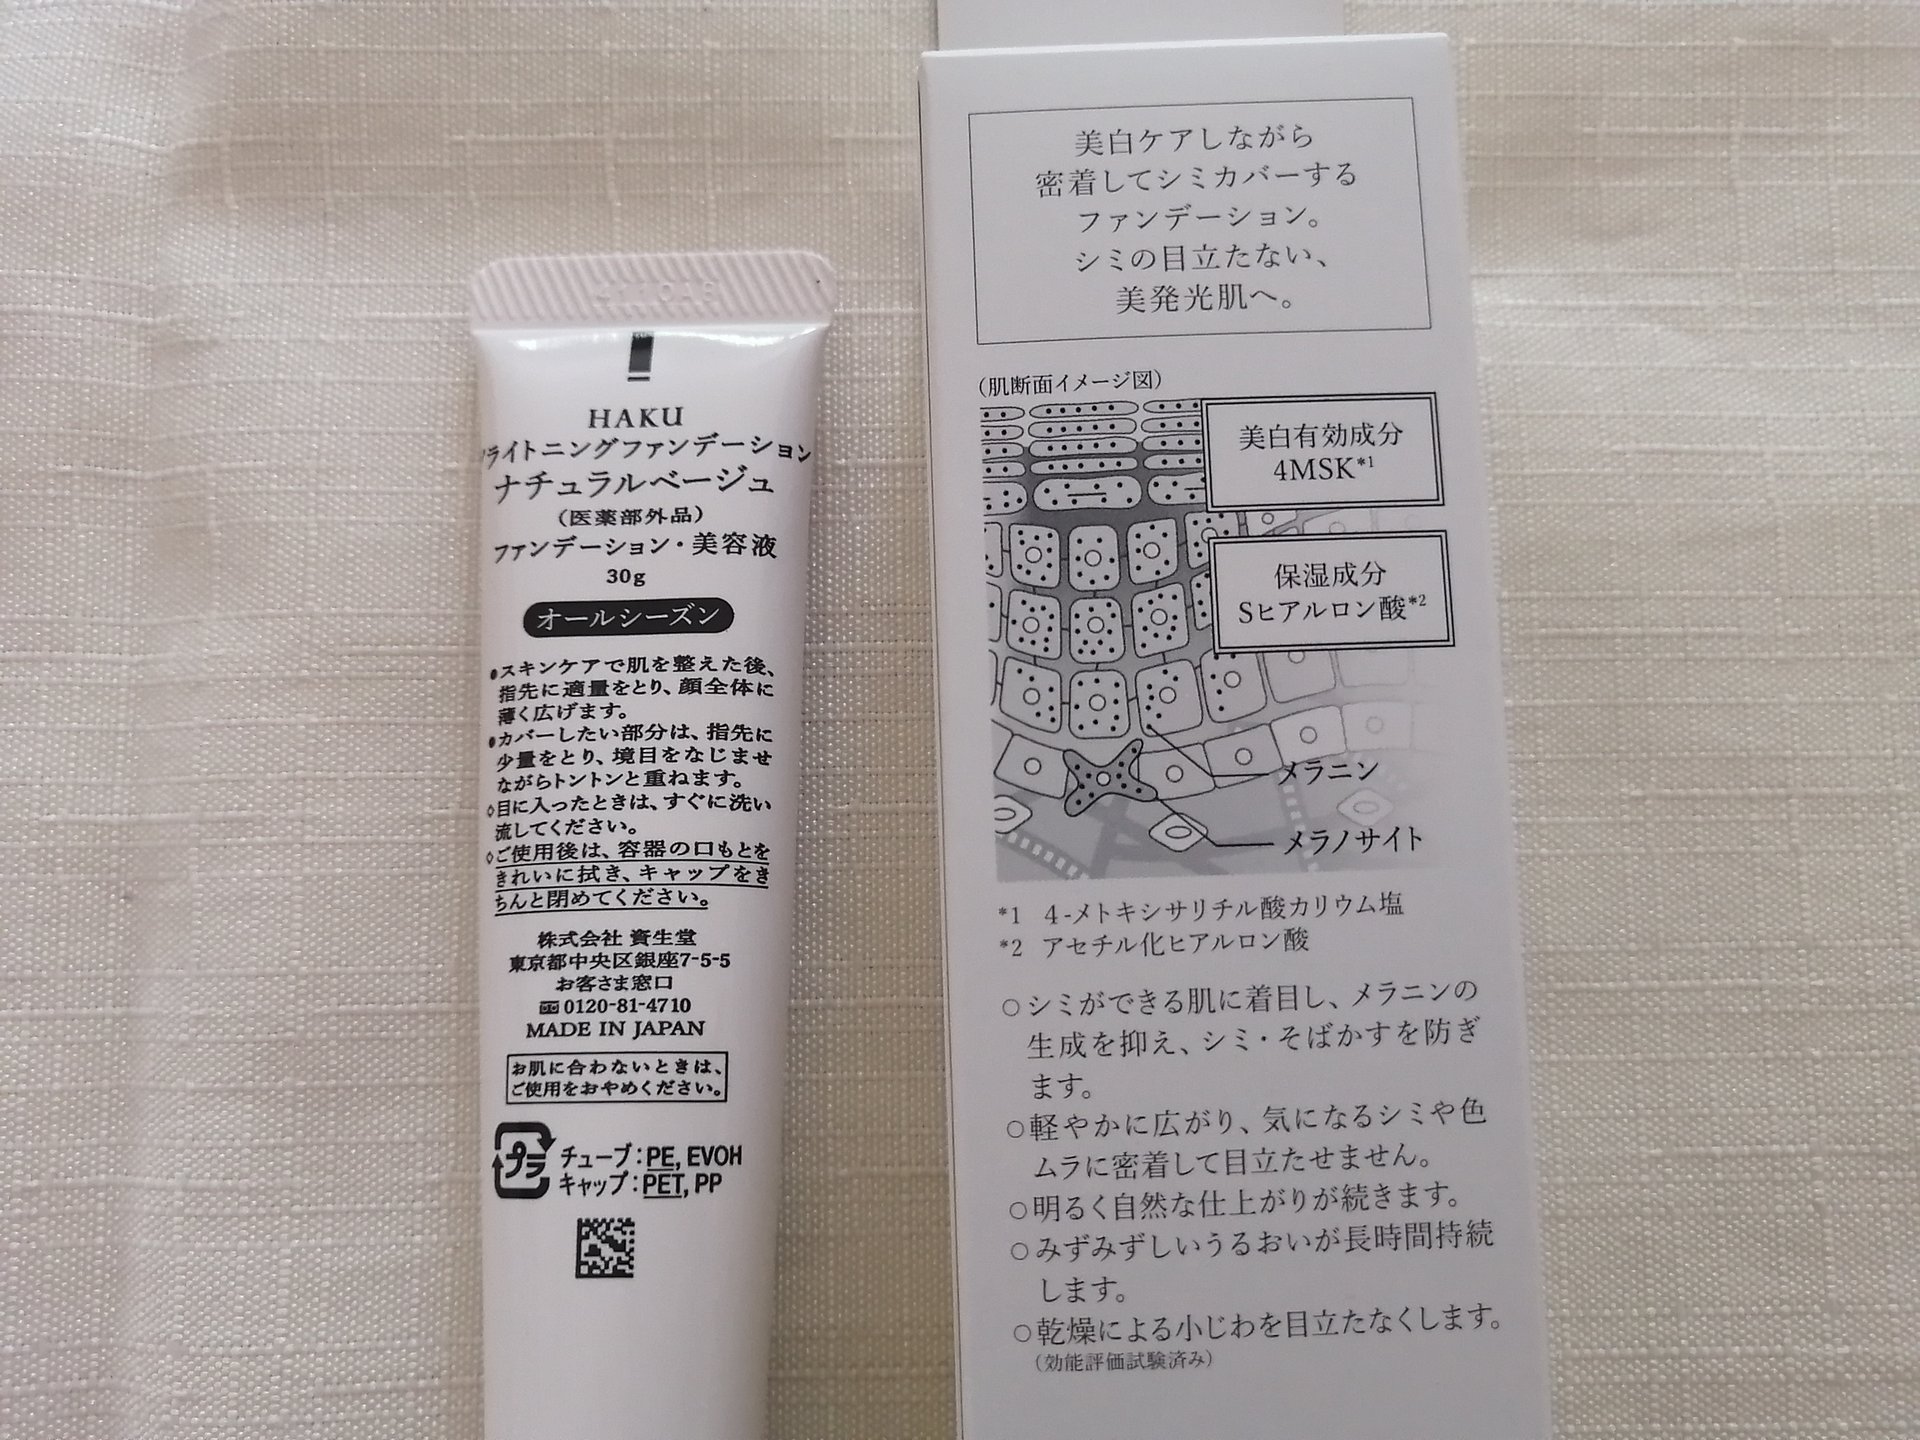 HAKU
ライトニングファンデーション
ナチュラルベージュ
（医薬部外品）
ファンデーション・美容液
30g
オールシーズン
●スキンケアで肌を整えた後、
指先に適量をとり、顔全体に
薄く広げます。
●カバーしたい部分は、指先に
少量をとり、境目をなじませ
ながらトントンと重ねます。
◇目に入ったときは、すぐに洗い
流してください。
◇ご使用後は、容器の口もとを
きれいに拭き、キャップをき
ちんと閉めてください。
株式会社 資生堂
東京都中央区銀座7-5-5
お客さま窓口
0120-81-4710
MADE IN JAPAN
お肌に合わないときは、
ご使用をおやめください。
プラ
チューブ：PE, EVOH
キャップ：PET, PP
美白ケアしながら
密着してシミカバーする
ファンデーション。
シミの目立たない、
美発光肌へ。
（肌断面イメージ図）
美白有効成分
4MSK*1
保湿成分
Sヒアルロン酸*2
メラニン
メラノサイト
*1 4-メトキシサリチル酸カリウム塩
*2 アセチル化ヒアルロン酸
○シミができる肌に着目し、メラニンの
生成を抑え、シミ・そばかすを防ぎ
ます。
○軽やかに広がり、気になるシミや色
ムラに密着して目立たせません。
○明るく自然な仕上がりが続きます。
○みずみずしいうるおいが長時間持続
します。
○乾燥による小じわを目立たなくします。
（効能評価試験済み）